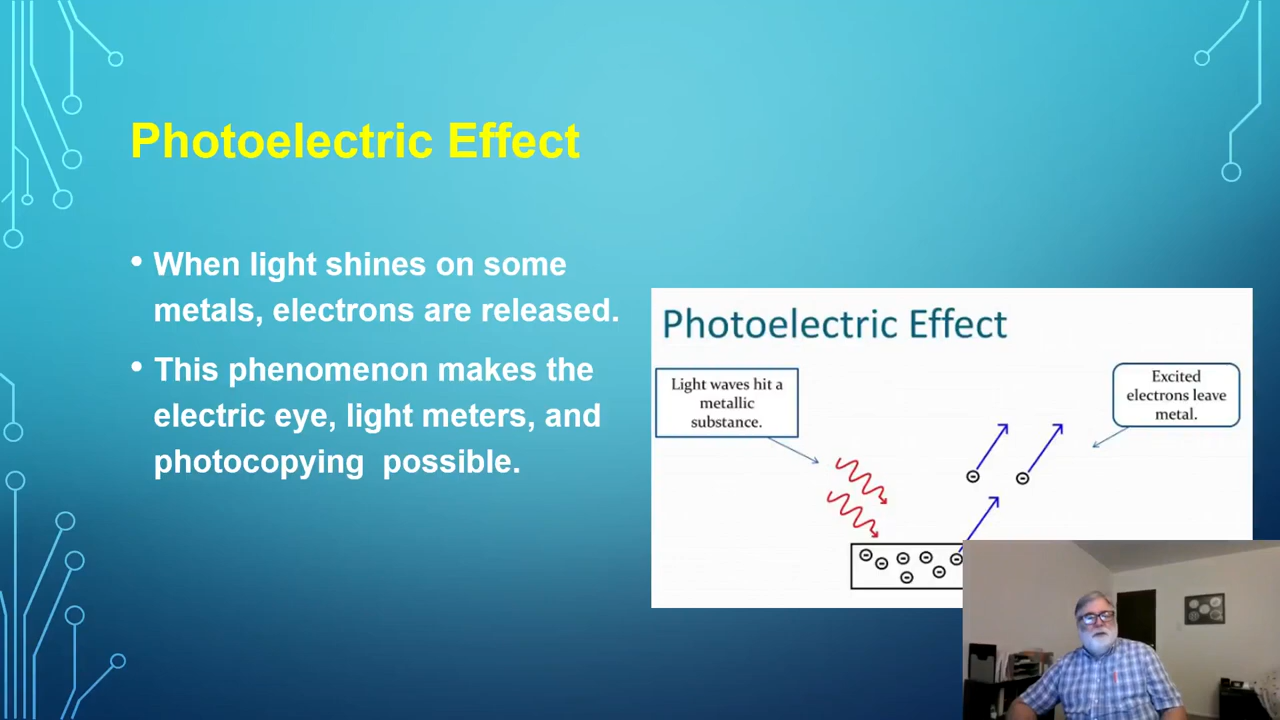 Photoelectric Effect
• When light shines on some
metals, electrons are released.
• This phenomenon makes the
electric eye, light meters, and
photocopying  possible.
Photoelectric Effect
Light waves hit a
metallic
substance.
Excited
electrons leave
metal.